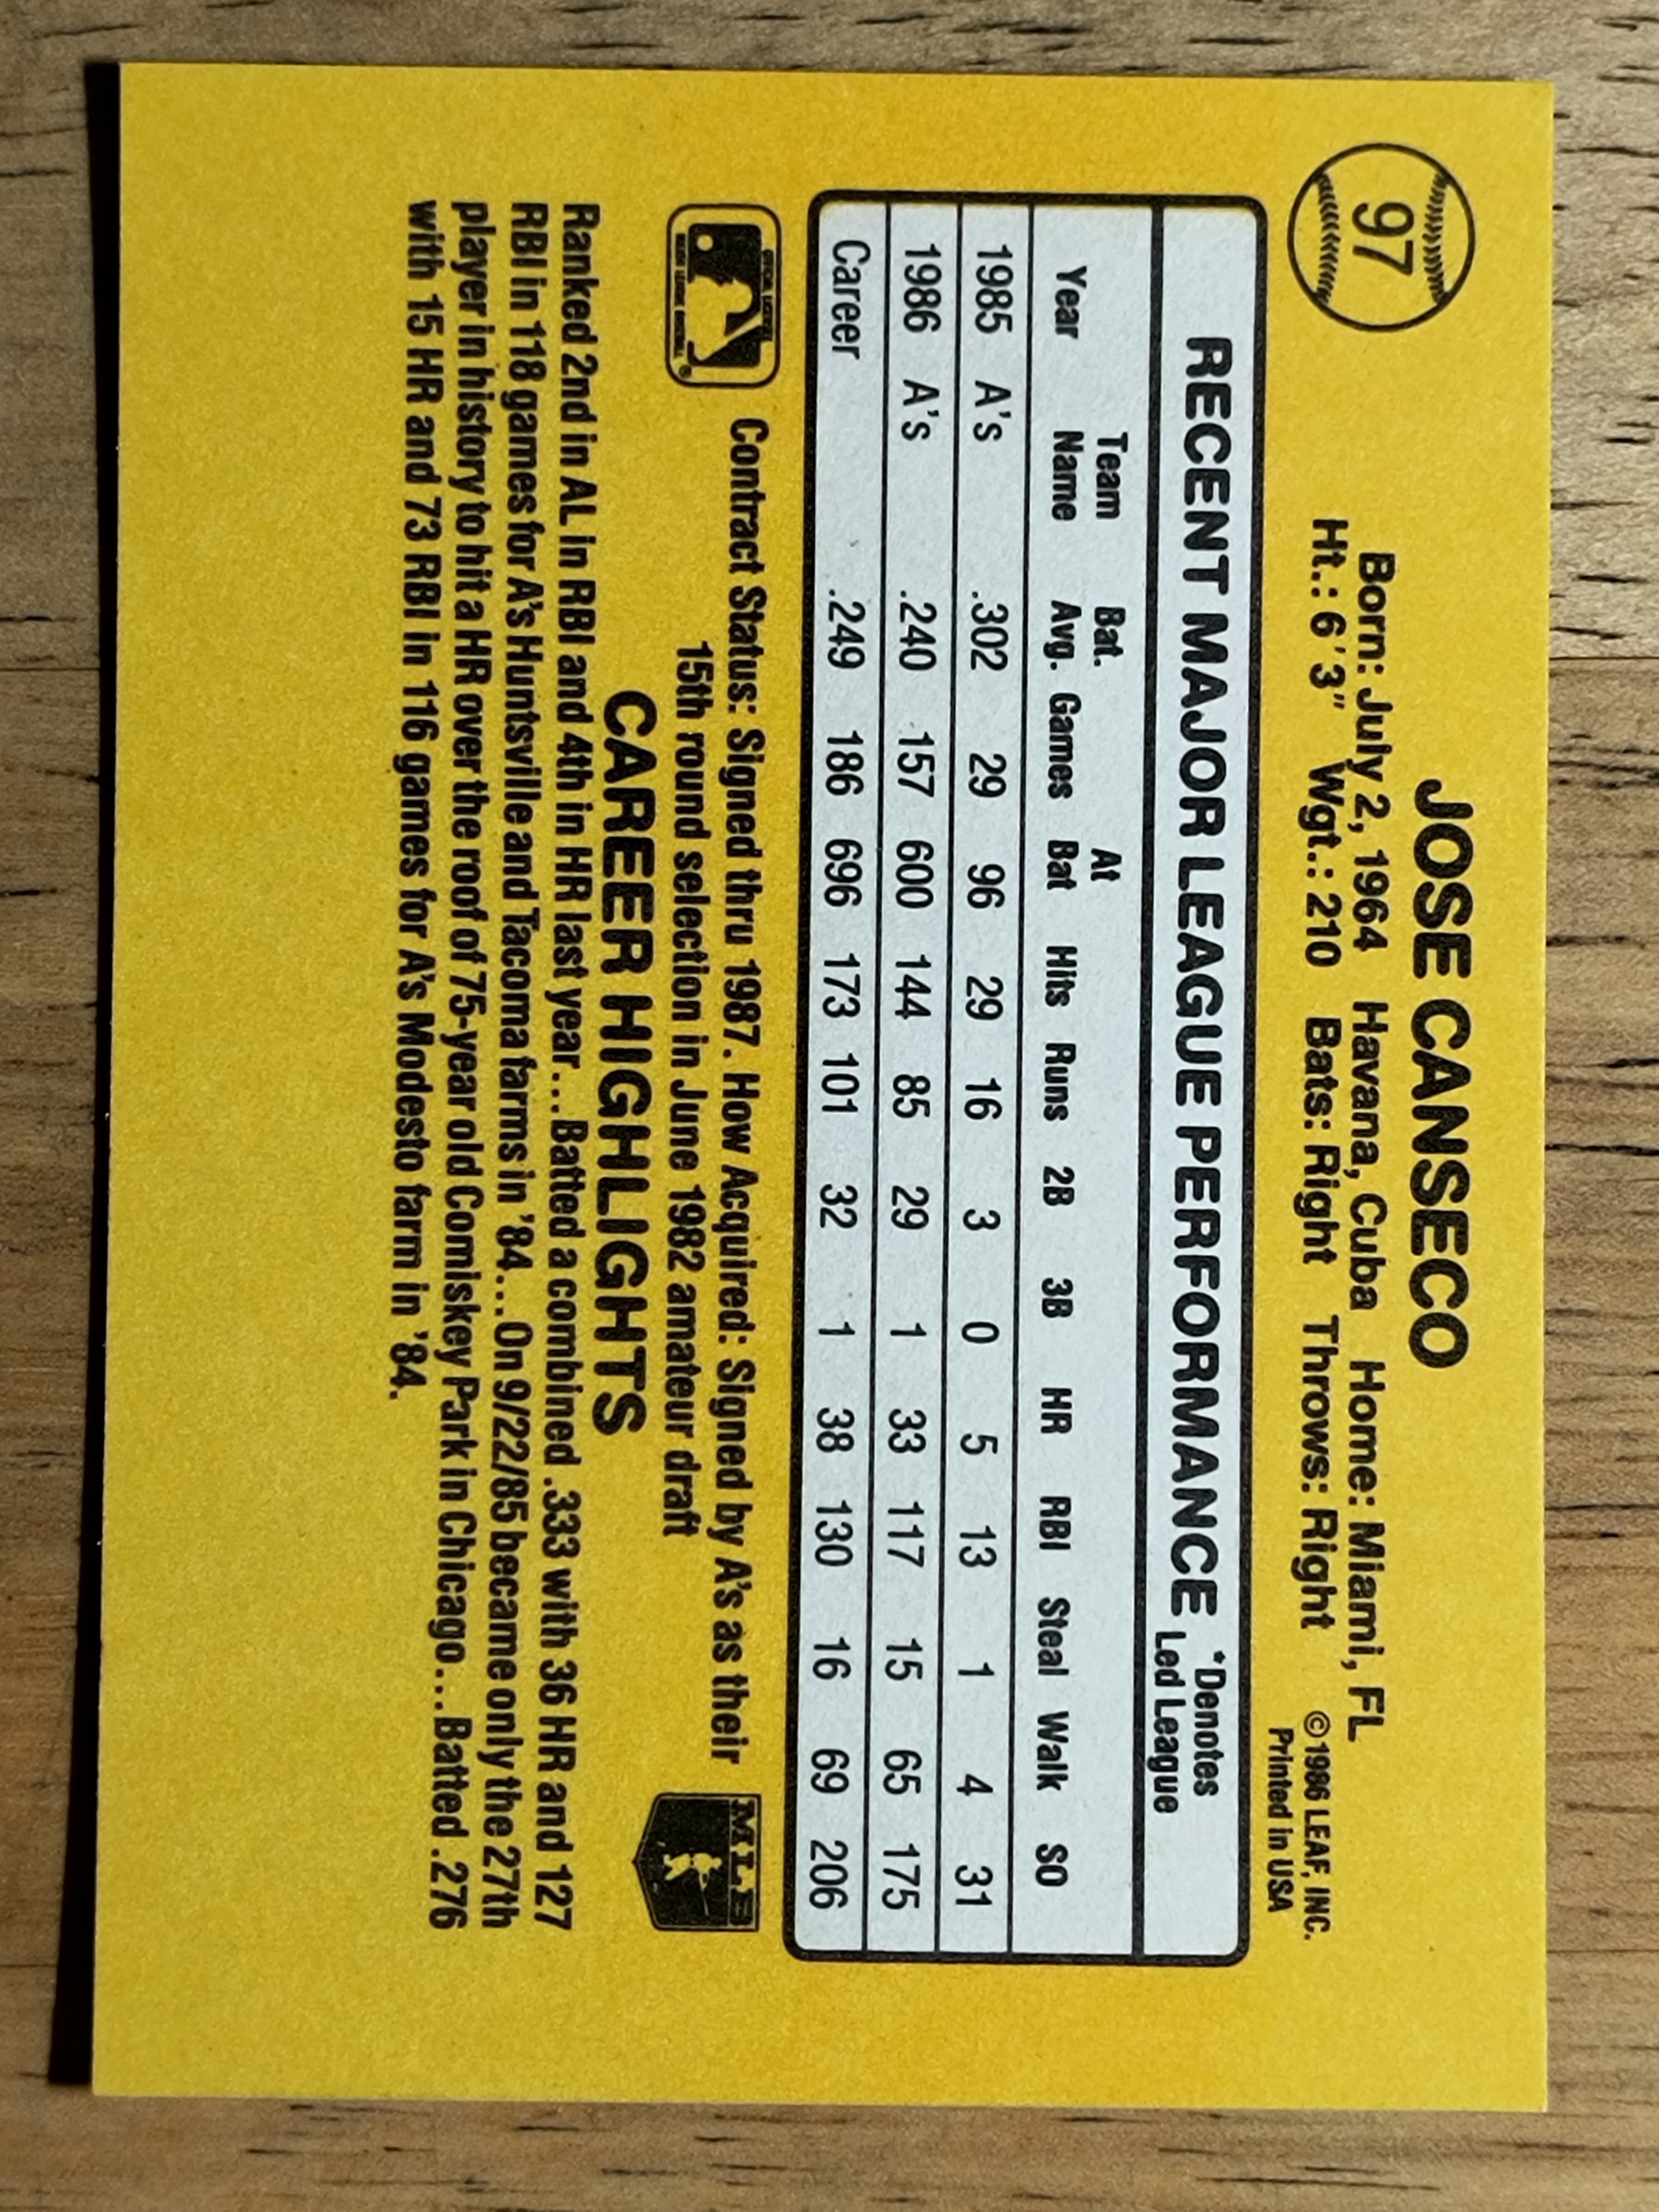 97
JOSE CANSECO
Born: July 2, 1964 Havana, Cuba Home: Miami, FL
Ht.: 6'3" Wgt.: 210 Bats: Right Throws: Right
©1986 LEAF, INC.
Printed in USA
RECENT MAJOR LEAGUE PERFORMANCE *Denotes Led League
Year Team Name Bat. Avg. Games At Bat Hits Runs 2B 3B HR RBI Steal Walk SO
1985 A's .302 29 96 29 16 3 0 5 13 1 4 31
1986 A's .240 157 600 144 85 29 1 33 117 15 65 175
Career .249 186 696 173 101 32 1 38 130 16 69 206
Contract Status: Signed thru 1987. How Acquired: Signed by A's as their
15th round selection in June 1982 amateur draft
MLB
CAREER HIGHLIGHTS
Ranked 2nd in AL in RBI and 4th in HR last year...Batted a combined .333 with 36 HR and 127
RBI in 118 games for A's Huntsville and Tacoma farms in '84...On 9/22/85 became only the 27th
player in history to hit a HR over the roof of 75-year old Comiskey Park in Chicago...Batted .276
with 15 HR and 73 RBI in 116 games for A's Modesto farm in '84.